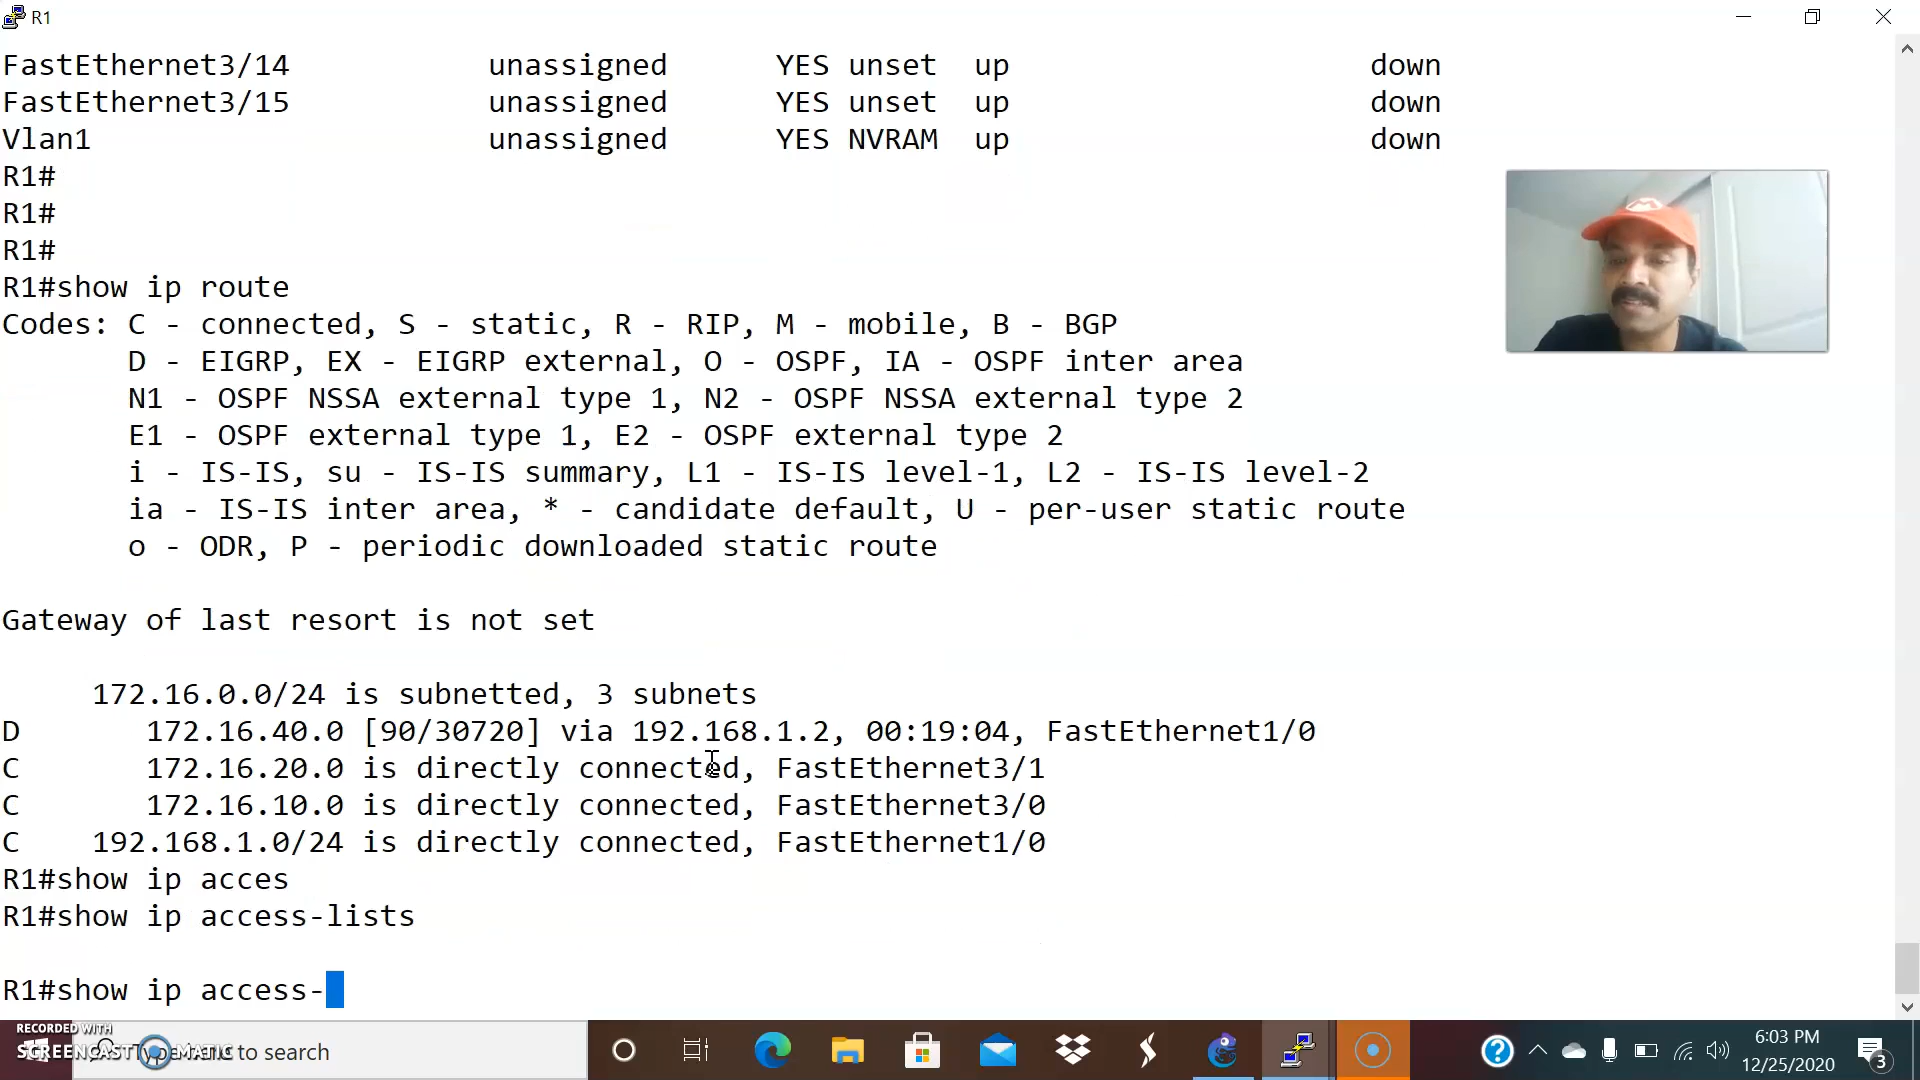 R1
FastEthernet3/14 unassigned YES unset up down
FastEthernet3/15 unassigned YES unset up down
Vlan1 unassigned YES NVRAM up down
R1#
R1#
R1#
R1#show ip route
Codes: C - connected, S - static, R - RIP, M - mobile, B - BGP
D - EIGRP, EX - EIGRP external, O - OSPF, IA - OSPF inter area
N1 - OSPF NSSA external type 1, N2 - OSPF NSSA external type 2
E1 - OSPF external type 1, E2 - OSPF external type 2
i - IS-IS, su - IS-IS summary, L1 - IS-IS level-1, L2 - IS-IS level-2
ia - IS-IS inter area, * - candidate default, U - per-user static route
o - ODR, P - periodic downloaded static route
Gateway of last resort is not set
172.16.0.0/24 is subnetted, 3 subnets
D 172.16.40.0 [90/30720] via 192.168.1.2, 00:19:04, FastEthernet1/0
C 172.16.20.0 is directly connected, FastEthernet3/1
C 172.16.10.0 is directly connected, FastEthernet3/0
C 192.168.1.0/24 is directly connected, FastEthernet1/0
R1#show ip acces
R1#show ip access-lists
R1#show ip access-
RECORDED WITH
SCREENCAST MATIC
Type here to search
6:03 PM
12/25/2020
3
M